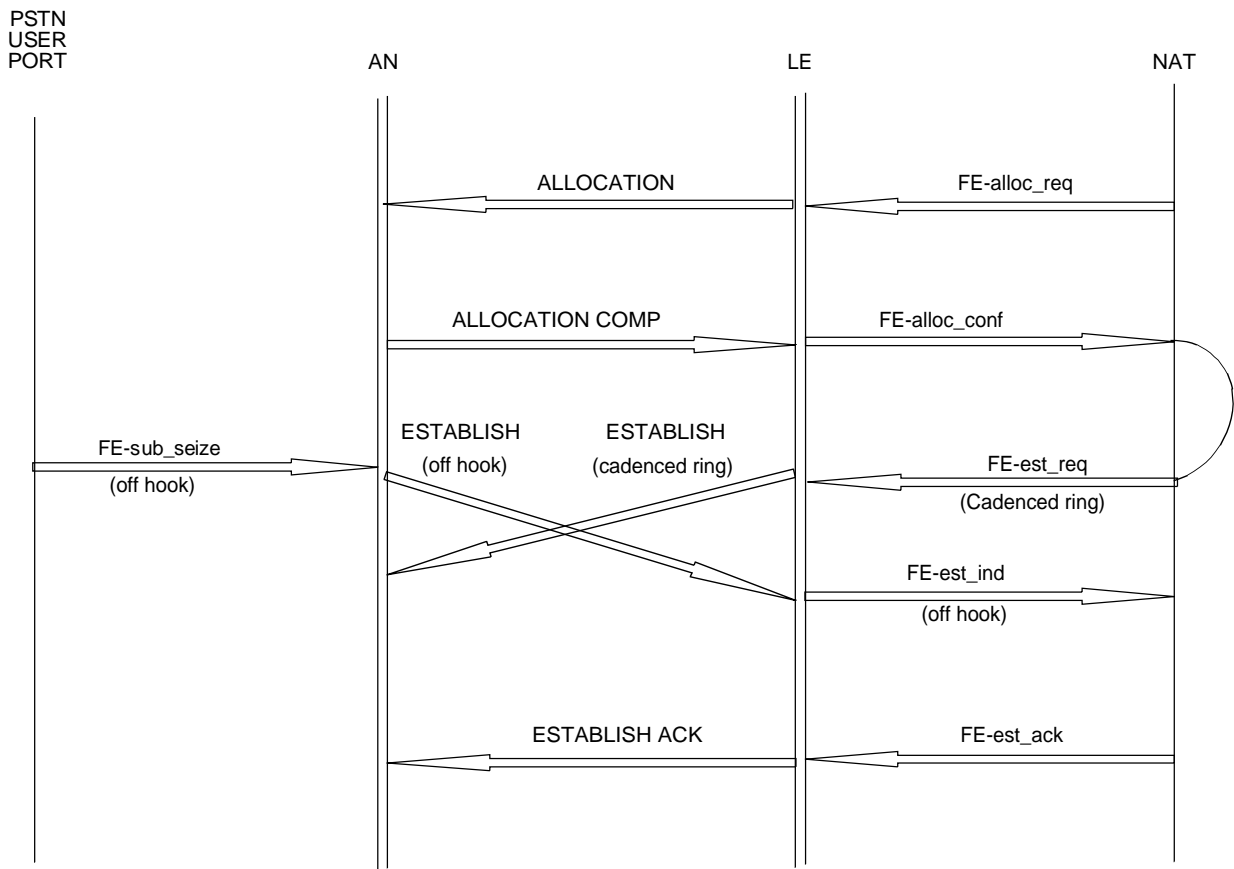 PSTN
USER
PORT
AN
LE
NAT
ALLOCATION
FE-alloc_req
ALLOCATION COMP
FE-alloc_conf
FE-sub_seize
(off hook)
ESTABLISH
(off hook)
ESTABLISH
(cadenced ring)
FE-est_req
(Cadenced ring)
FE-est_ind
(off hook)
ESTABLISH ACK
FE-est_ack